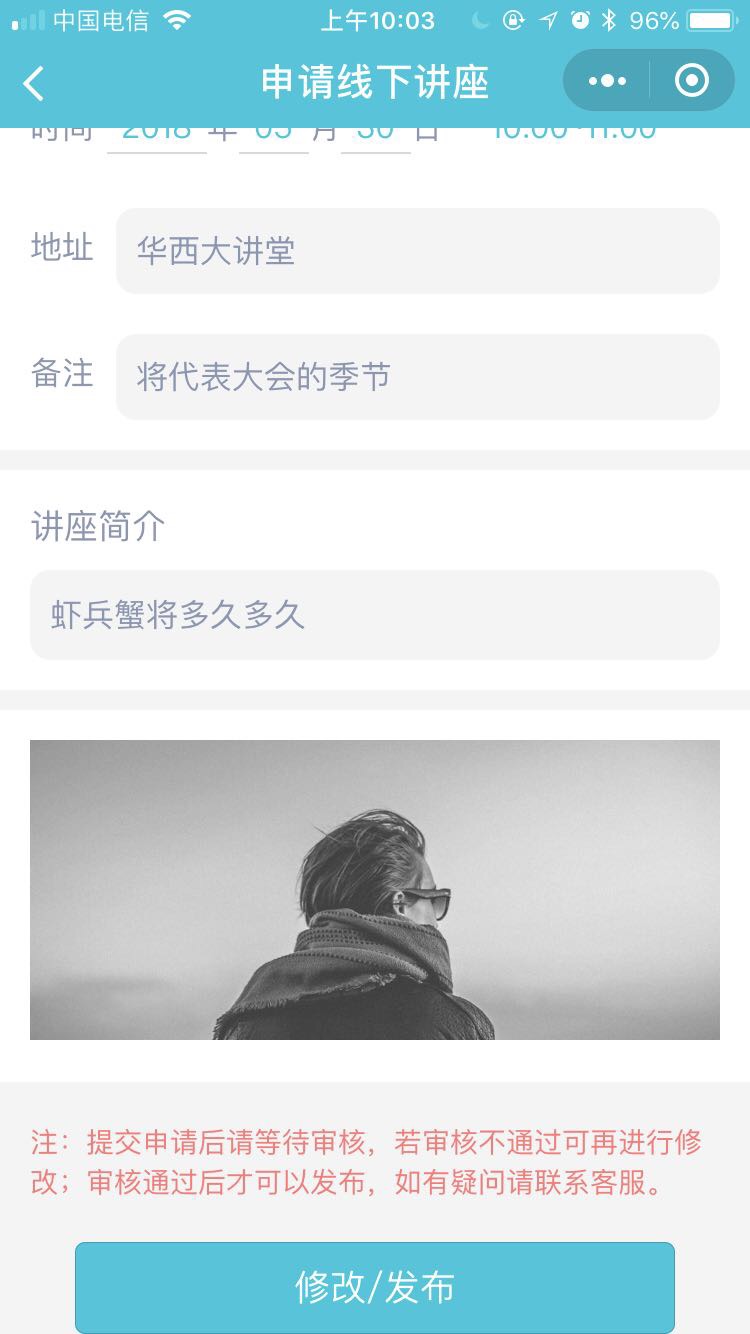 中国电信 上午10:03 96%
申请线下讲座
时间 2018 年 05 月 30 日 10:00-11:00
地址 华西大讲堂
备注 将代表大会的季节
讲座简介
虾兵蟹将多久多久
注：提交申请后请等待审核，若审核不通过可再进行修
改；审核通过后才可以发布，如有疑问请联系客服。
修改/发布